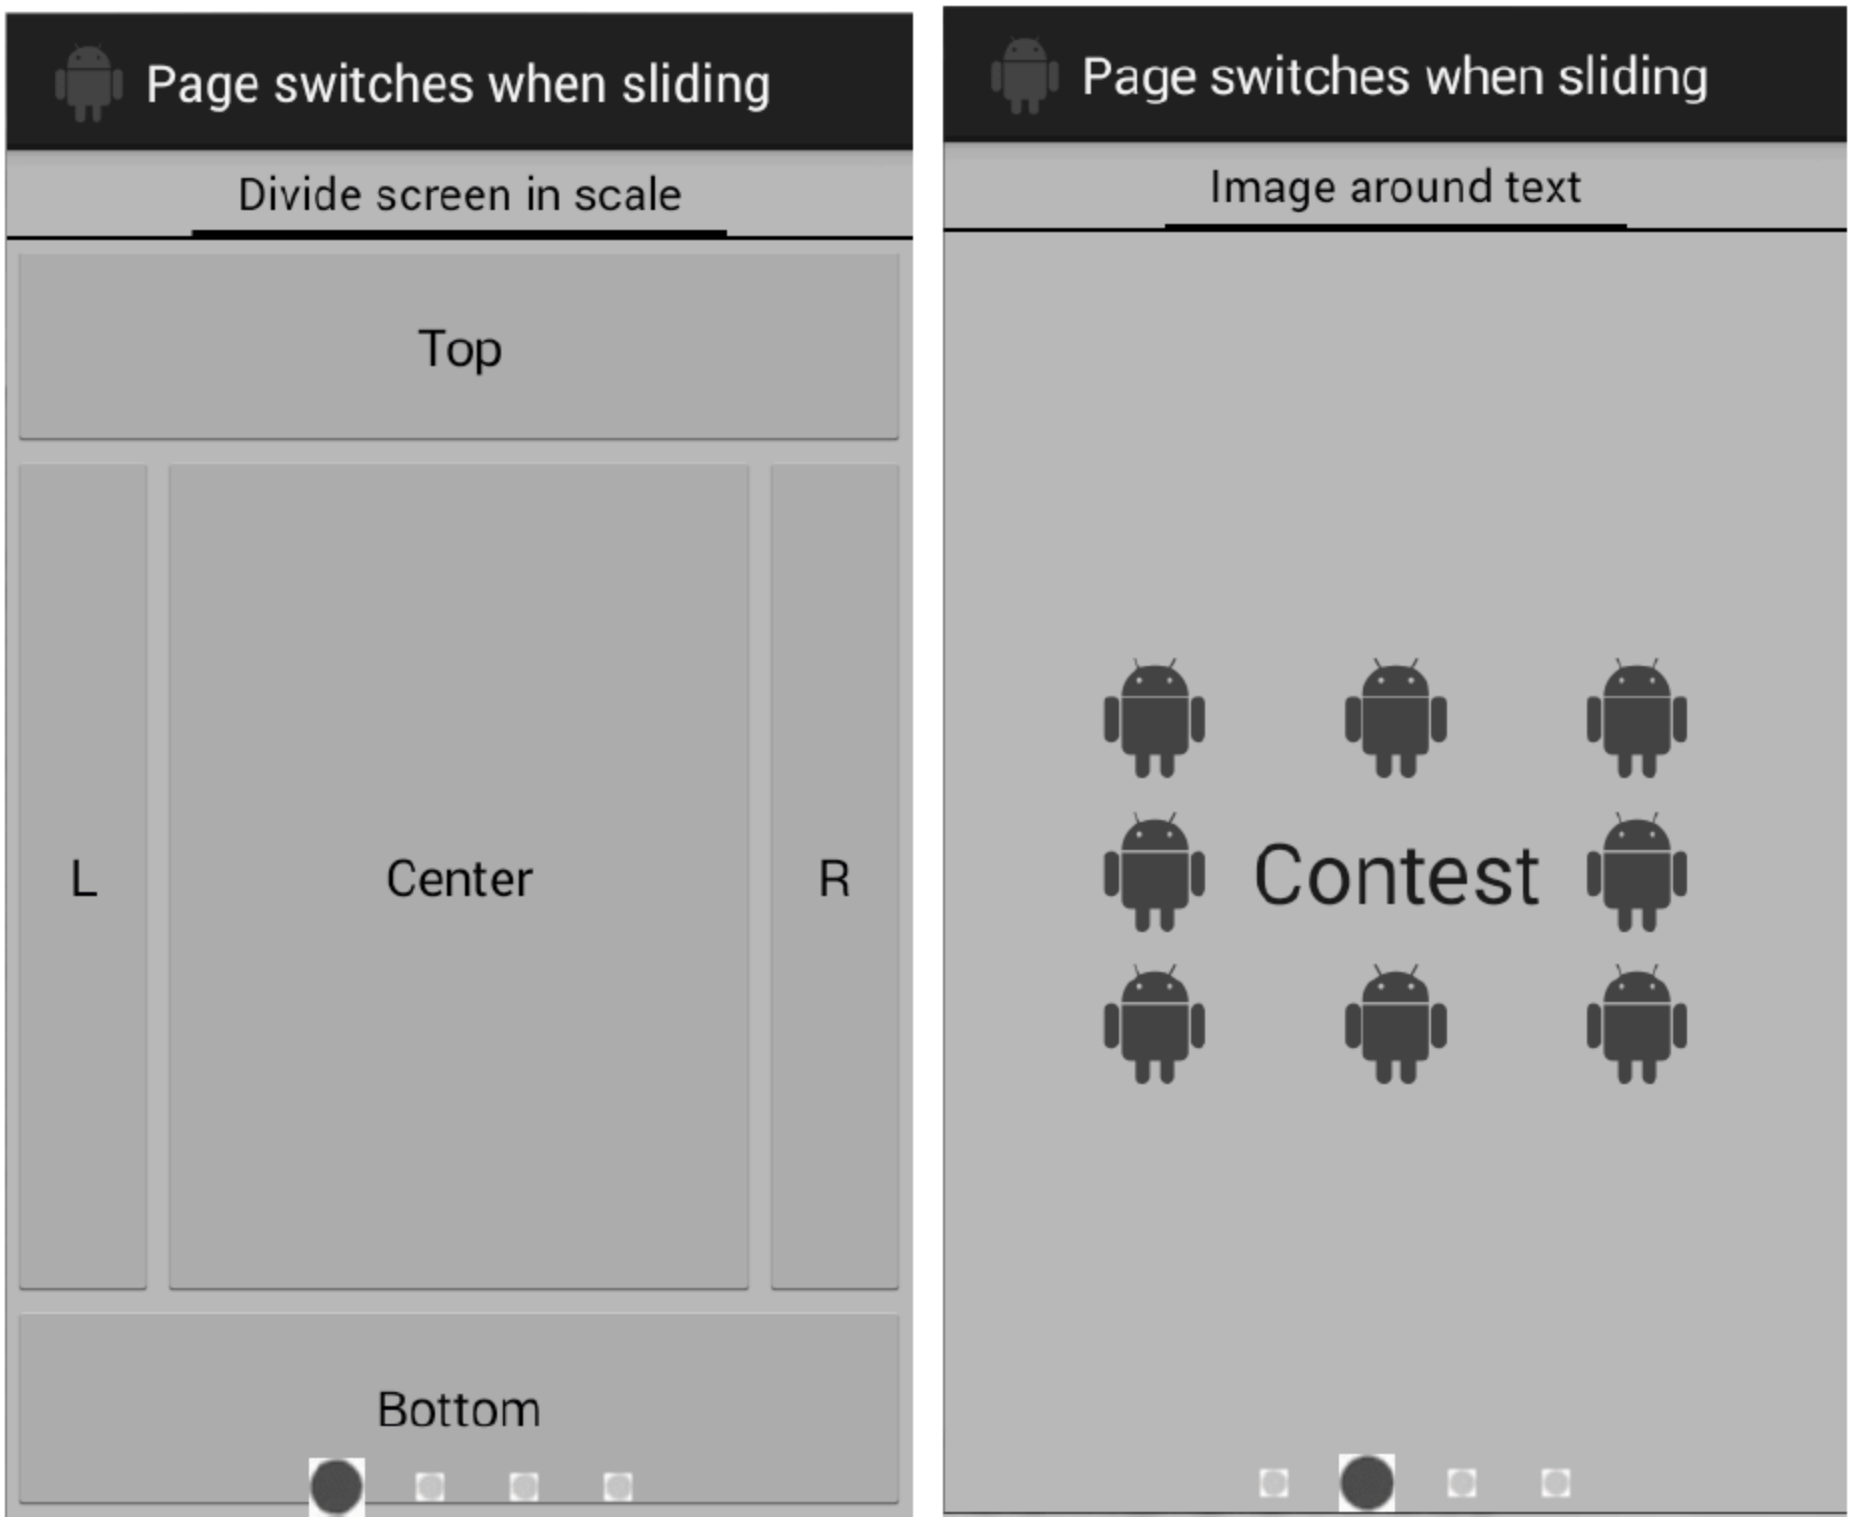 Page switches when sliding
Divide screen in scale
Top
L
Center
R
Bottom
Page switches when sliding
Image around text
Contest